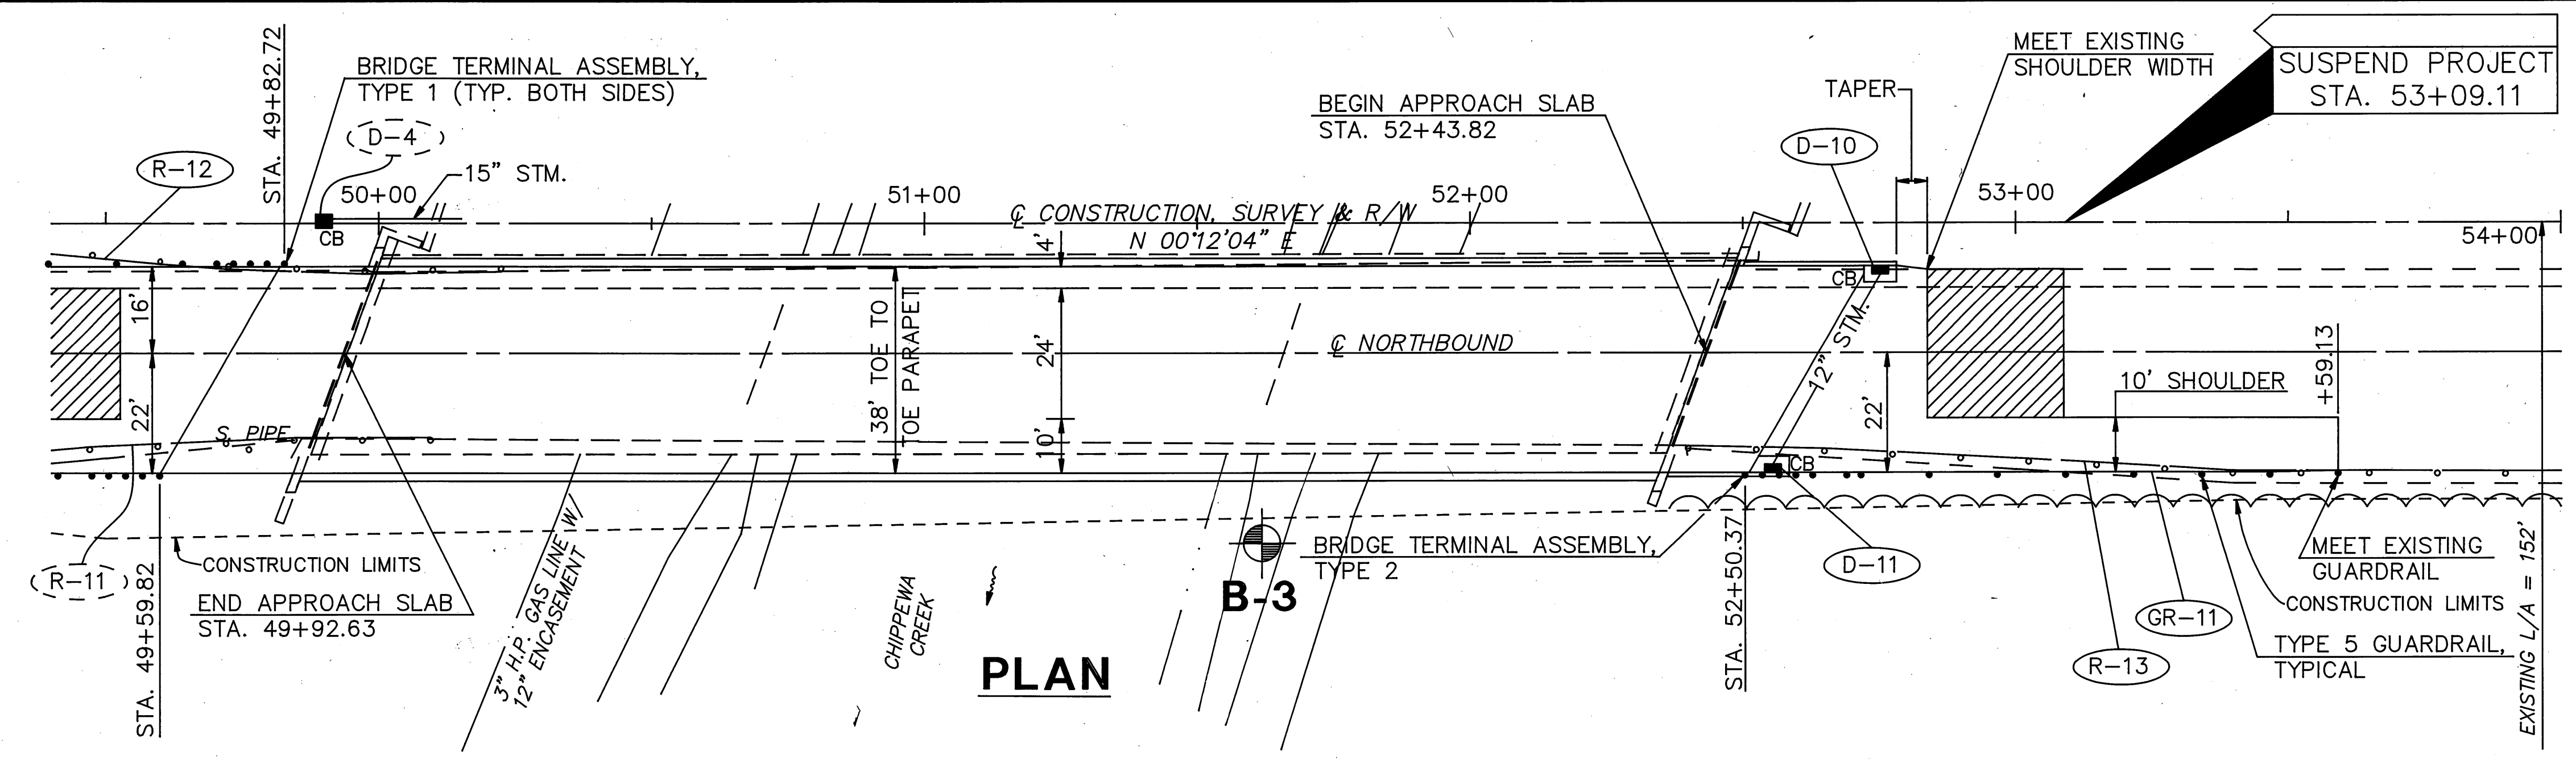 STA. 49+82.72
BRIDGE TERMINAL ASSEMBLY,
TYPE 1 (TYP. BOTH SIDES)
D-4
R-12
15" STM.
50+00
CB
51+00
℄ CONSTRUCTION, SURVEY & R/W
N 00°12'04" E
BEGIN APPROACH SLAB
STA. 52+43.82
52+00
TAPER
D-10
MEET EXISTING
SHOULDER WIDTH
SUSPEND PROJECT
STA. 53+09.11
53+00
54+00
4'
16'
22'
38' TOE TO
TOE PARAPET
24'
10'
℄ NORTHBOUND
CB
12" STM.
22'
10' SHOULDER
+59.13
S. PIPE
CB
R-11
STA. 49+59.82
CONSTRUCTION LIMITS
END APPROACH SLAB
STA. 49+92.63
3" H.P. GAS LINE W/
12" ENCASEMENT
CHIPPEWA
CREEK
B-3
BRIDGE TERMINAL ASSEMBLY,
TYPE 2
STA. 52+50.37
D-11
R-13
GR-11
MEET EXISTING
GUARDRAIL
CONSTRUCTION LIMITS
TYPE 5 GUARDRAIL,
TYPICAL
EXISTING L/A = 152'
PLAN